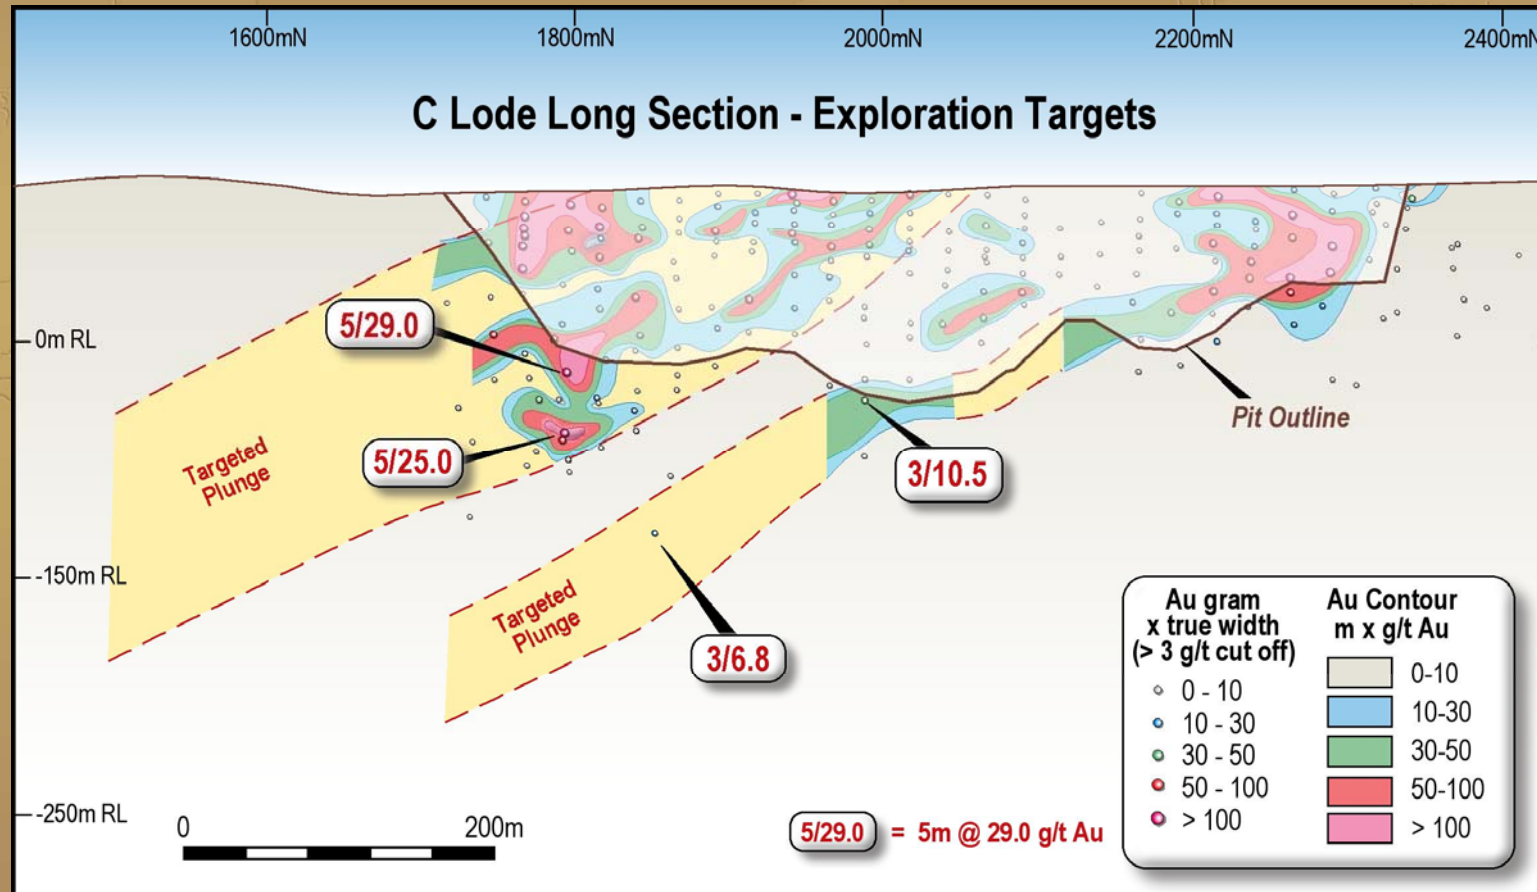 1600mN
1800mN
2000mN
2200mN
2400mN
C Lode Long Section - Exploration Targets
0m RL
5/29.0
Pit Outline
Targeted
Plunge
5/25.0
3/10.5
-150m RL
Targeted
Plunge
3/6.8
Au gram
x true width
(> 3 g/t cut off)
0 - 10
10 - 30
30 - 50
50 - 100
> 100
Au Contour
m x g/t Au
0-10
10-30
30-50
50-100
> 100
-250m RL
0
200m
5/29.0 = 5m @ 29.0 g/t Au